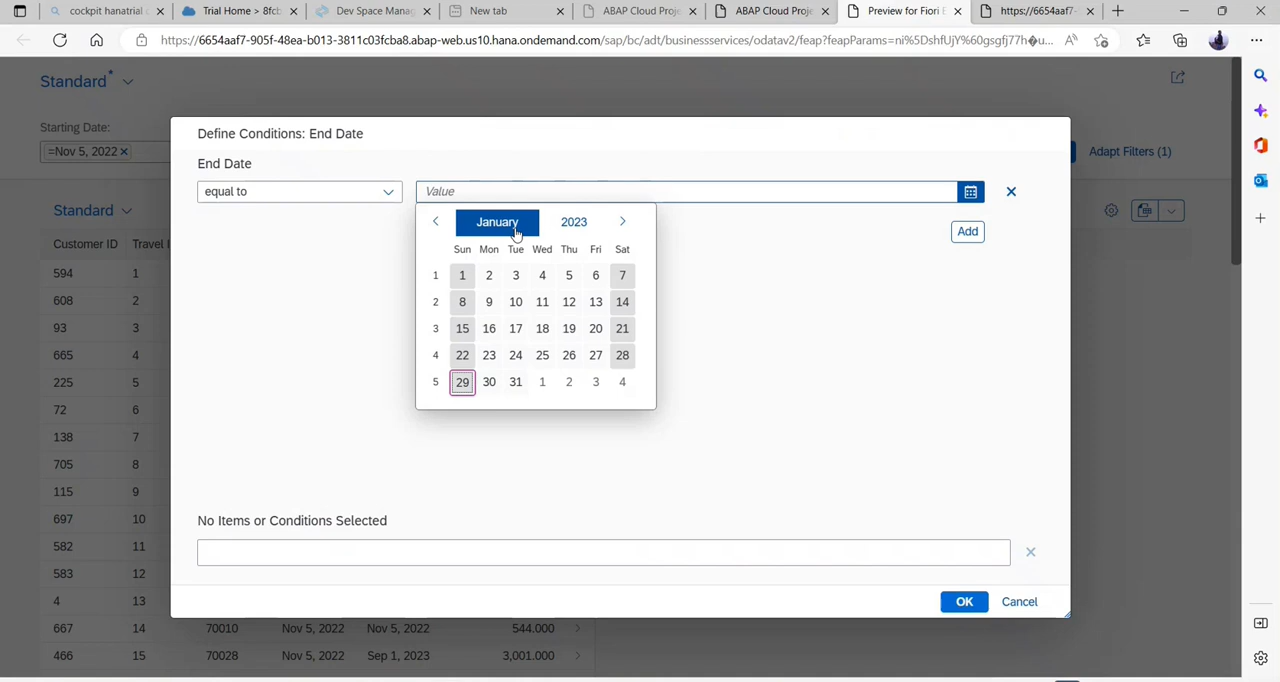 cockpit hanatrial c
Trial Home > 8fcb
Dev Space Manag
New tab
ABAP Cloud Proje
ABAP Cloud Proje
Preview for Fiori E
https://6654aaf7-
https://6654aaf7-905f-48ea-b013-3811c03fcba8.abap-web.us10.hana.ondemand.com/sap/bc/adt/businessservices/odatav2/feap?feapParams=ni%5DshfUjY%60gsgfj77h�u...
Standard*
Starting Date:
=Nov 5, 2022
Adapt Filters (1)
Standard
Customer ID Travel I
594 1
608 2
93 3
665 4
225 5
72 6
138 7
705 8
115 9
697 10
582 11
583 12
4 13
667 14 70010 Nov 5, 2022 Nov 5, 2022 544.000
466 15 70028 Nov 5, 2022 Sep 1, 2023 3,001.000
Define Conditions: End Date
End Date
equal to
Value
Add
January 2023
Sun Mon Tue Wed Thu Fri Sat
1 1 2 3 4 5 6 7
2 8 9 10 11 12 13 14
3 15 16 17 18 19 20 21
4 22 23 24 25 26 27 28
5 29 30 31 1 2 3 4
No Items or Conditions Selected
OK Cancel